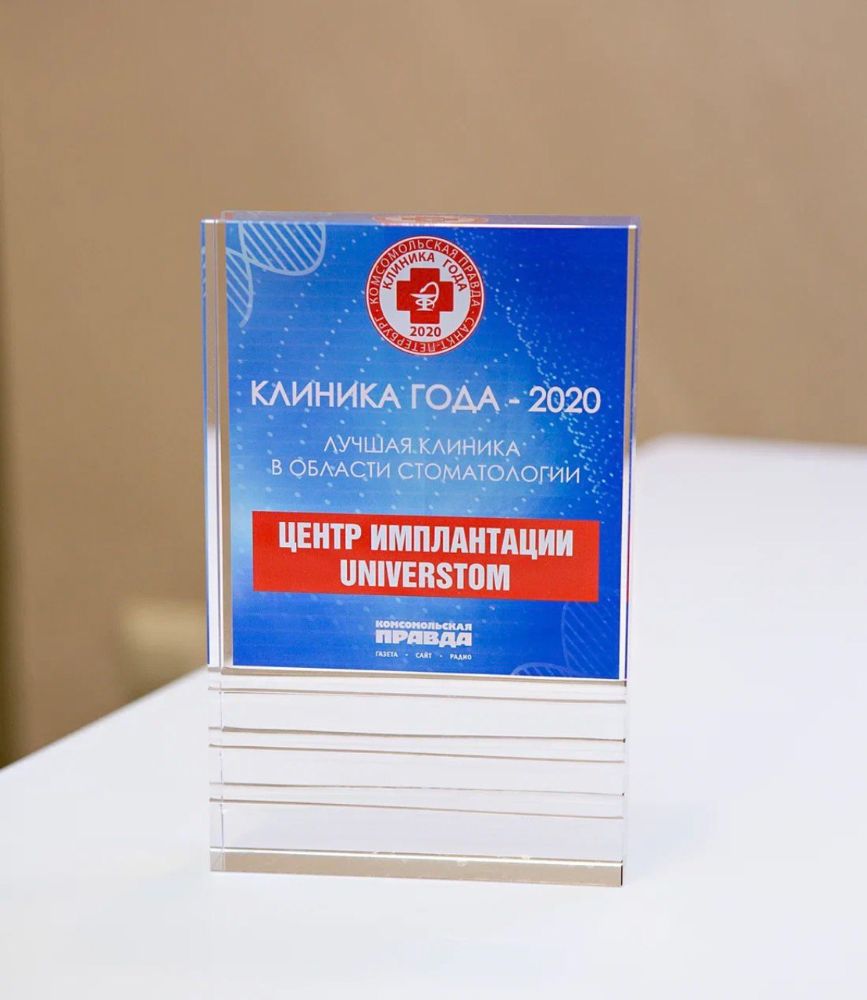 КОМСОМОЛЬСКАЯ ПРАВДА · САНКТ-ПЕТЕРБУРГ ·
КЛИНИКА ГОДА
2020
КЛИНИКА ГОДА - 2020
ЛУЧШАЯ КЛИНИКА
В ОБЛАСТИ СТОМАТОЛОГИИ
ЦЕНТР ИМПЛАНТАЦИИ
UNIVERSTOM
КОМСОМОЛЬСКАЯ
ПРАВДА
ГАЗЕТА · САЙТ · РАДИО